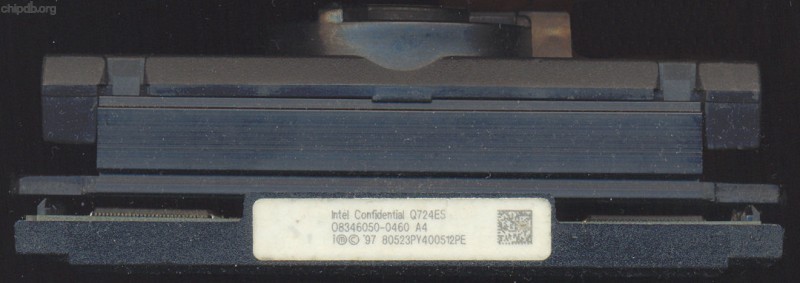 chipdb.org
Intel Confidential Q724ES
08346050-0460 A4
i®© '97 80523PY400512PE